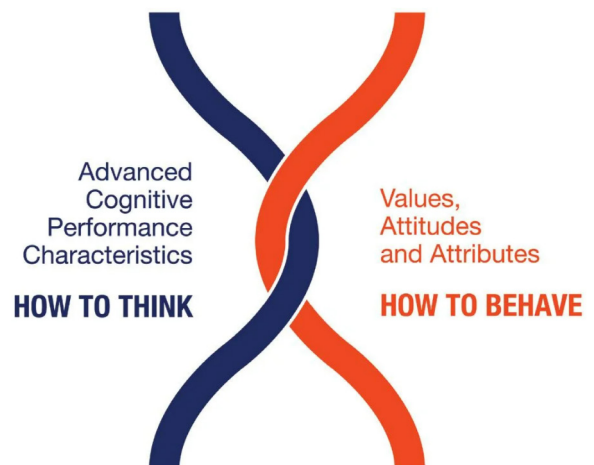 Advanced
Cognitive
Performance
Characteristics
HOW TO THINK
Values,
Attitudes
and Attributes
HOW TO BEHAVE